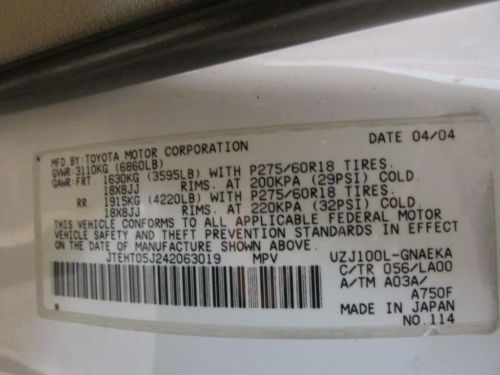 MFD BY: TOYOTA MOTOR CORPORATION DATE 04/04
GVWR: 3110KG (6860LB)
GAWR: FRT. 1630KG (3595LB) WITH P275/60R18 TIRES.
18X8JJ RIMS. AT 200KPA (29PSI) COLD.
RR. 1915KG (4220LB) WITH P275/60R18 TIRES.
18X8JJ RIMS. AT 220KPA (32PSI) COLD.
THIS VEHICLE CONFORMS TO ALL APPLICABLE FEDERAL MOTOR
VEHICLE SAFETY AND THEFT PREVENTION STANDARDS IN EFFECT
ON THE DATE OF MANUFACTURE SHOWN ABOVE.
JTEHT05J242063019 MPV UZJ100L-GNAEKA
C/TR 056/LA00
A/TM A03A/
A750F
MADE IN JAPAN
NO.114